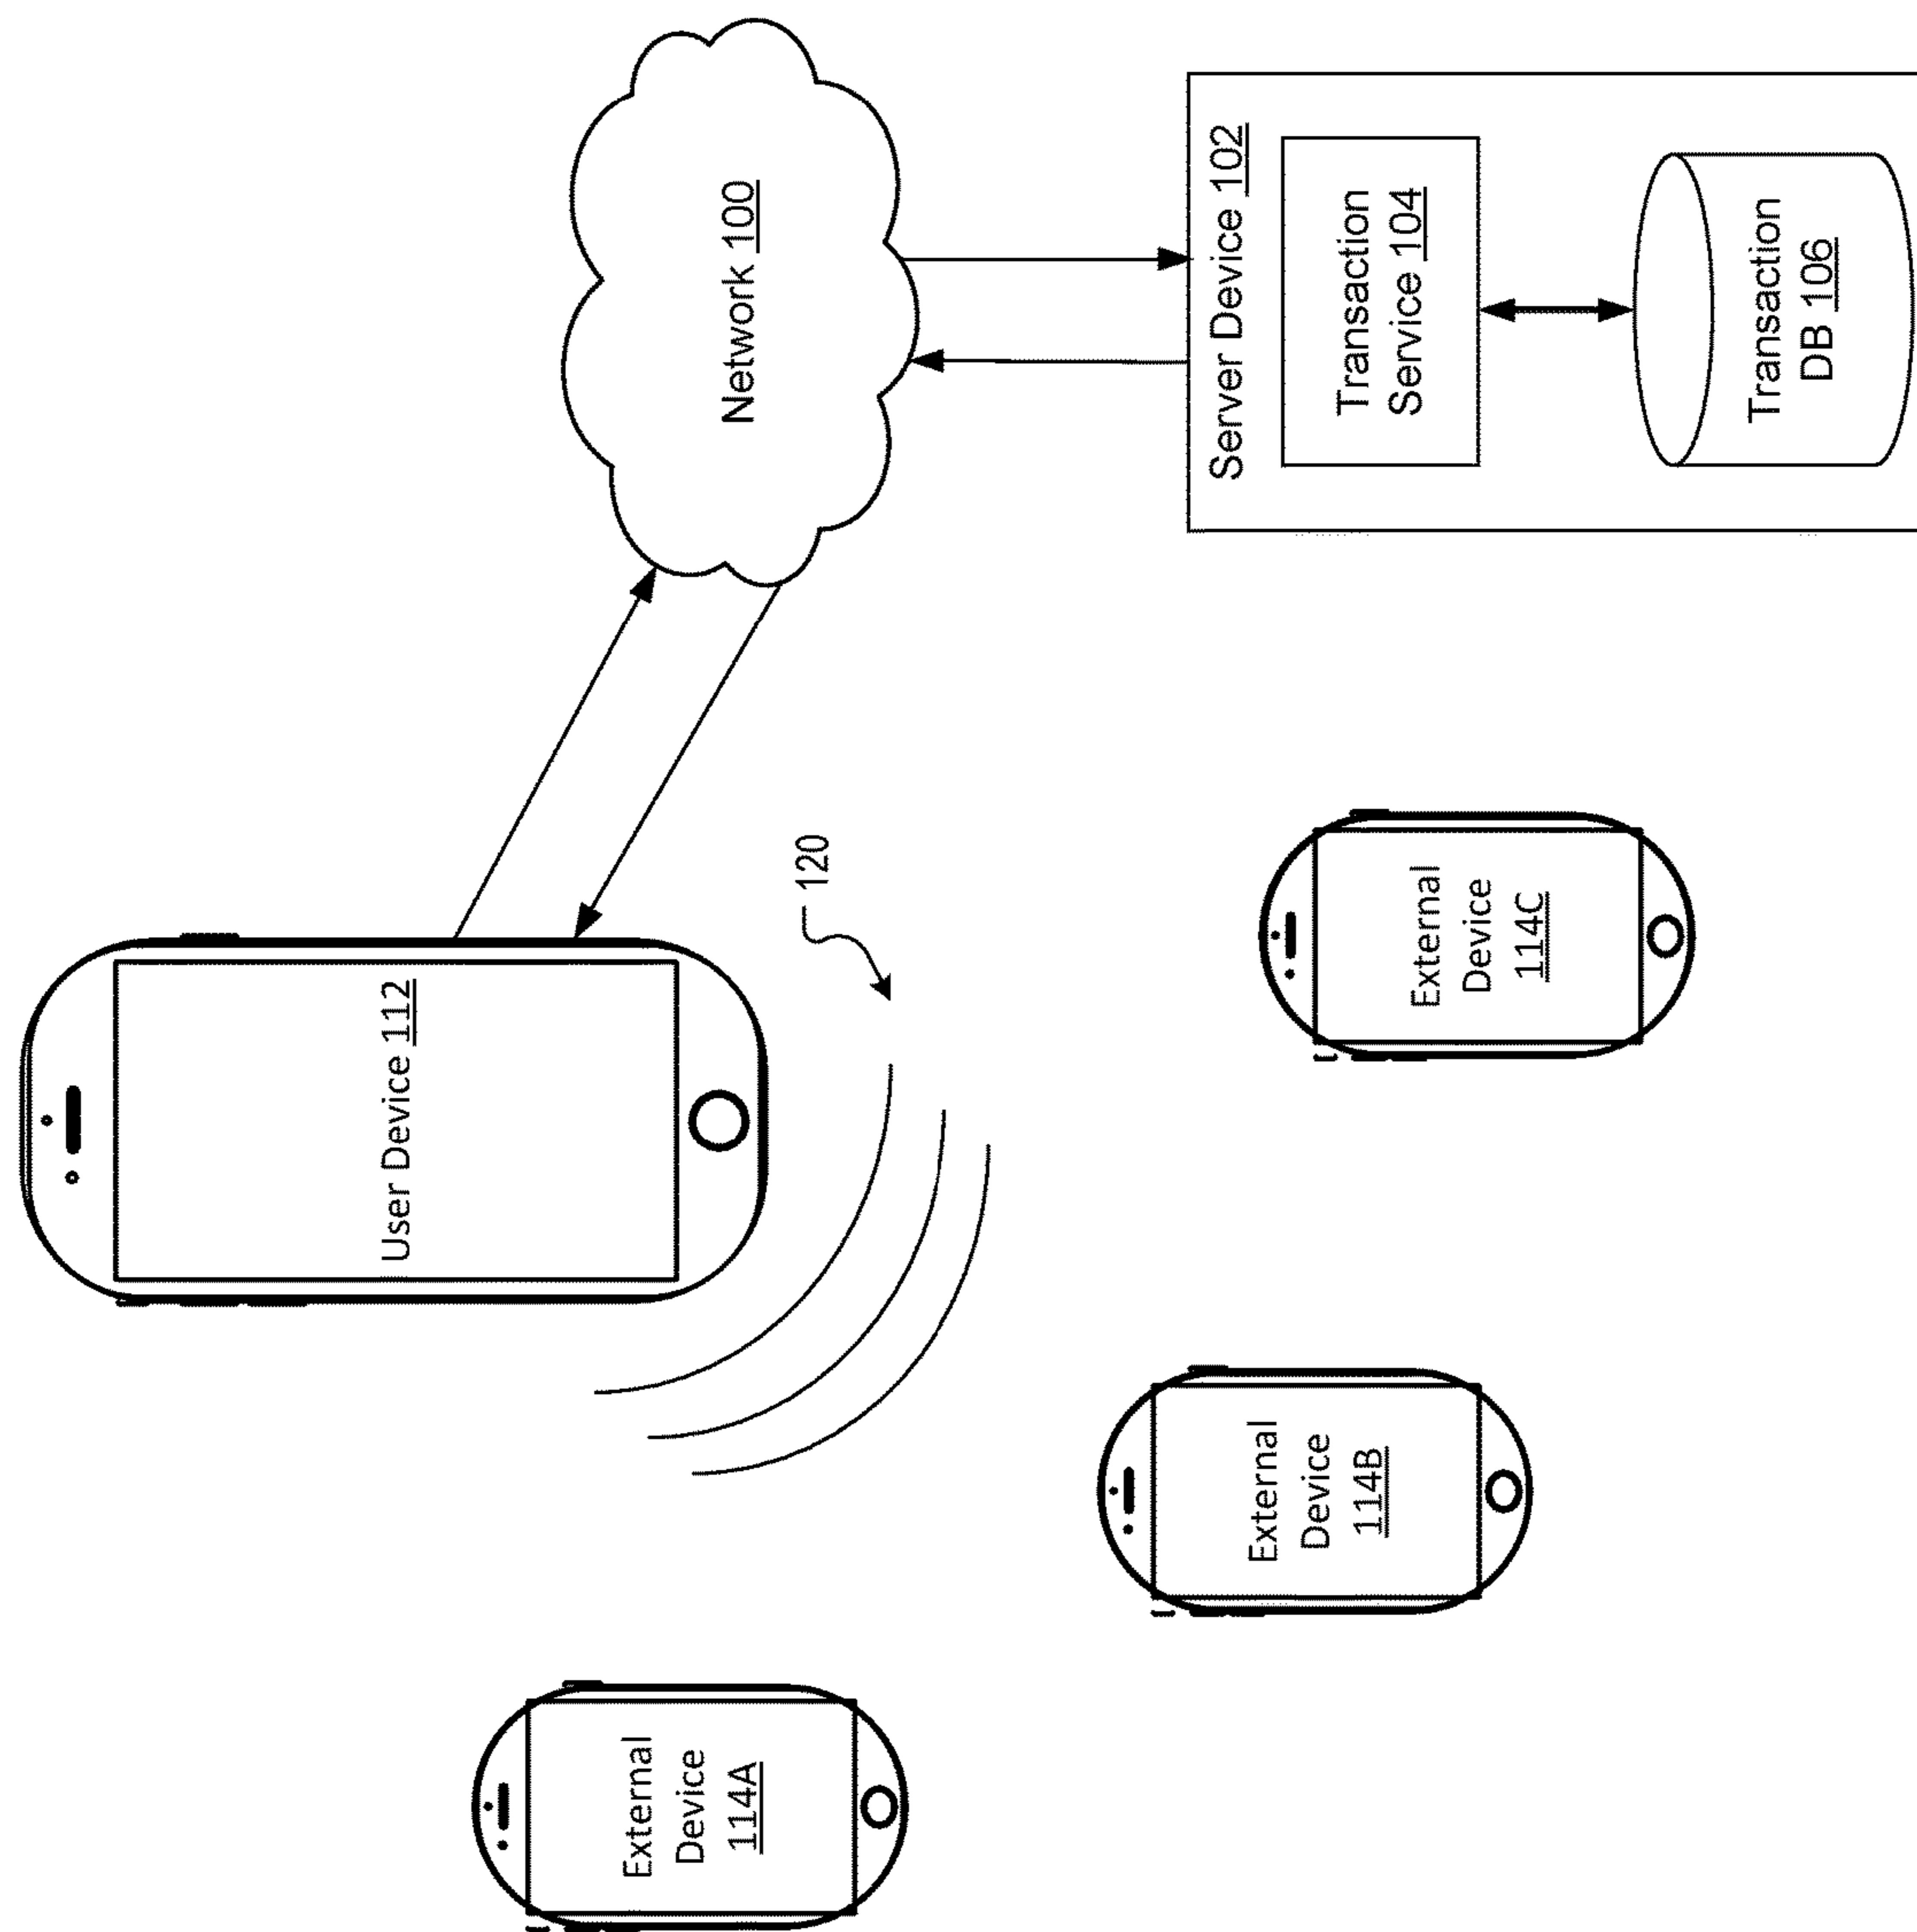 External
Device
114A
User Device 112
External
Device
114B
120
External
Device
114C
Network 100
Server Device 102
Transaction
Service 104
Transaction
DB 106